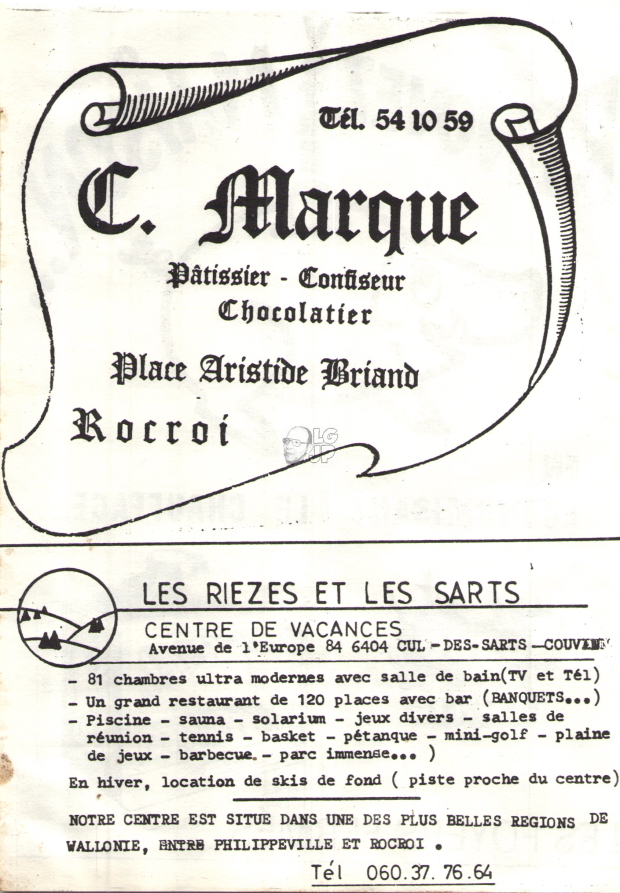 Tél. 54 10 59
C. Marque
Pâtissier - Confiseur
Chocolatier
Place Aristide Briand
Rocroi
LG
JP
LES RIEZES ET LES SARTS
CENTRE DE VACANCES
Avenue de l'Europe 84 6404 CUL-DES-SARTS-COUVIN
- 81 chambres ultra modernes avec salle de bain(TV et Tél)
- Un grand restaurant de 120 places avec bar (BANQUETS...)
- Piscine - sauna - solarium - jeux divers - salles de
réunion - tennis - basket - pétanque - mini-golf - plaine
de jeux - barbecue. - parc immense... )
En hiver, location de skis de fond ( piste proche du centre)
NOTRE CENTRE EST SITUE DANS UNE DES PLUS BELLES REGIONS DE
WALLONIE, ENTRE PHILIPPEVILLE ET ROCROI .
Tél 060.37.76.64